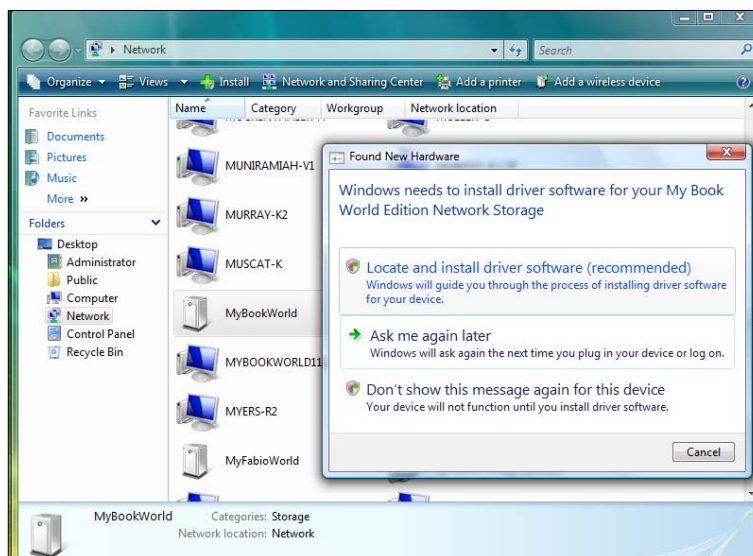 Network
Search
Organize Views Install Network and Sharing Center Add a printer Add a wireless device
Favorite Links
Documents
Pictures
Music
More »
Folders
Desktop
Administrator
Public
Computer
Network
Control Panel
Recycle Bin
Name Category Workgroup Network location
MUNIRAMIAH-V1
MURRAY-K2
MUSCAT-K
MyBookWorld
MYBOOKWORLD11
MYERS-R2
MyFabioWorld
Found New Hardware
Windows needs to install driver software for your My Book
World Edition Network Storage
Locate and install driver software (recommended)
Windows will guide you through the process of installing driver software
for your device.
Ask me again later
Windows will ask again the next time you plug in your device or log on.
Don't show this message again for this device
Your device will not function until you install driver software.
Cancel
MyBookWorld Categories: Storage
Network location: Network